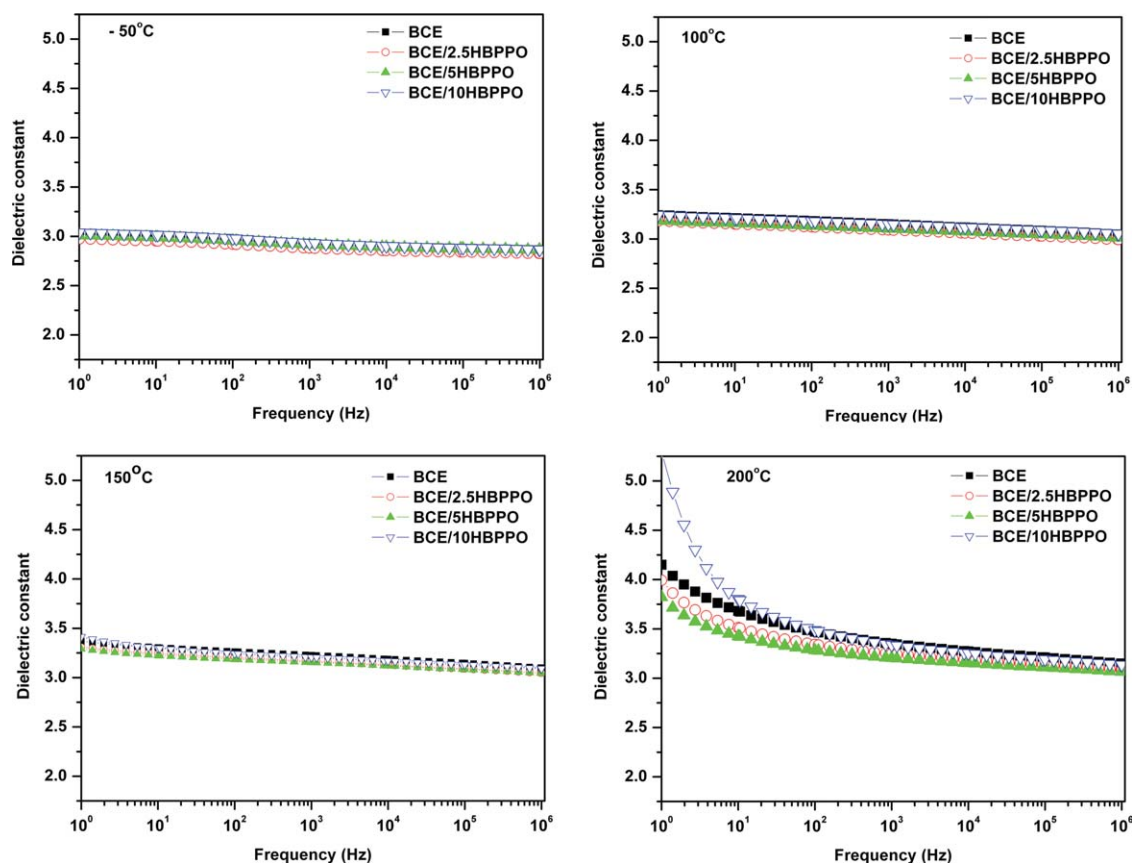 - 50°C
BCE
BCE/2.5HBPPO
BCE/5HBPPO
BCE/10HBPPO
5.0
4.5
4.0
3.5
3.0
2.5
2.0
Dielectric constant
10⁰ 10¹ 10² 10³ 10⁴ 10⁵ 10⁶
Frequency (Hz)
100°C
BCE
BCE/2.5HBPPO
BCE/5HBPPO
BCE/10HBPPO
5.0
4.5
4.0
3.5
3.0
2.5
2.0
Dielectric constant
10⁰ 10¹ 10² 10³ 10⁴ 10⁵ 10⁶
Frequency (Hz)
150°C
BCE
BCE/2.5HBPPO
BCE/5HBPPO
BCE/10HBPPO
5.0
4.5
4.0
3.5
3.0
2.5
2.0
Dielectric constant
10⁰ 10¹ 10² 10³ 10⁴ 10⁵ 10⁶
Frequency (Hz)
200°C
BCE
BCE/2.5HBPPO
BCE/5HBPPO
BCE/10HBPPO
5.0
4.5
4.0
3.5
3.0
2.5
2.0
Dielectric constant
10⁰ 10¹ 10² 10³ 10⁴ 10⁵ 10⁶
Frequency (Hz)